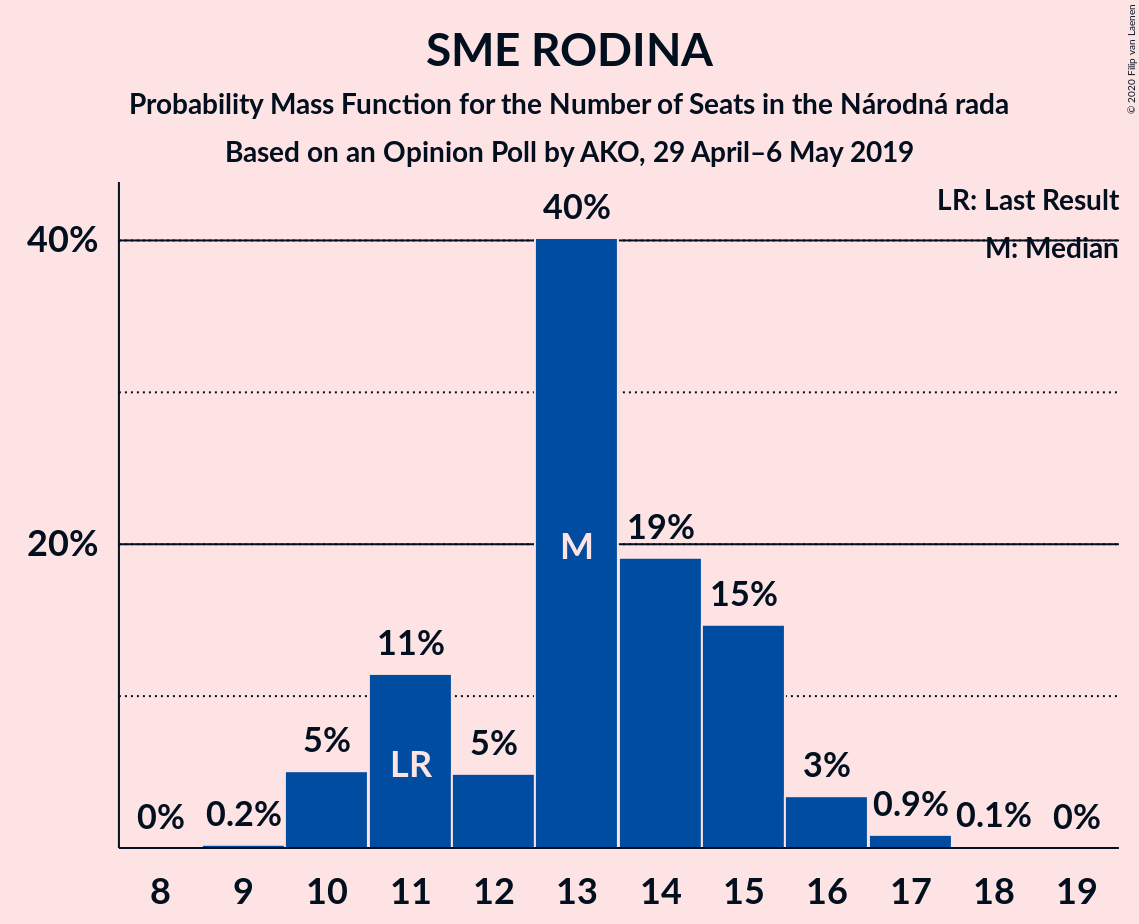 SME RODINA
Probability Mass Function for the Number of Seats in the Národná rada
Based on an Opinion Poll by AKO, 29 April–6 May 2019
© 2020 Filip van Laenen
LR: Last Result
M: Median
40%
20%
0%
0.2%
5%
11%
5%
40%
19%
15%
3%
0.9%
0.1%
0%
LR
M
8 9 10 11 12 13 14 15 16 17 18 19